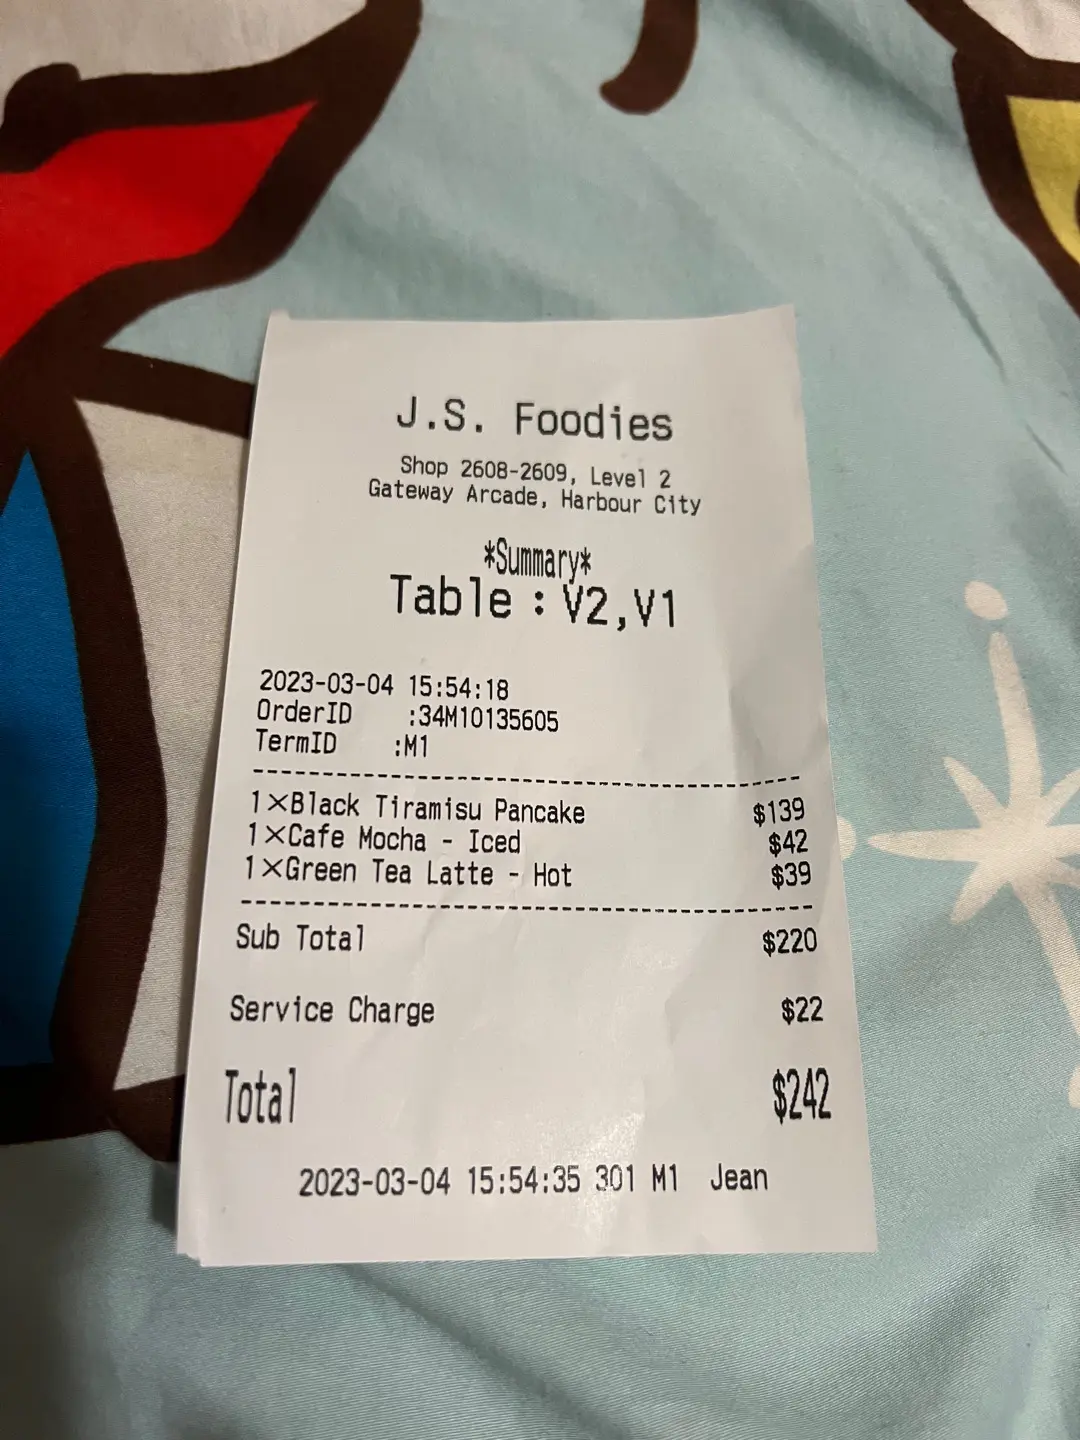 J.S. Foodies
Shop 2608-2609, Level 2
Gateway Arcade, Harbour City
*Summary*
Table : V2,V1
2023-03-04 15:54:18
OrderID :34M10135605
TermID :M1
1×Black Tiramisu Pancake $139
1×Cafe Mocha - Iced $42
1×Green Tea Latte - Hot $39
Sub Total $220
Service Charge $22
Total $242
2023-03-04 15:54:35 301 M1 Jean